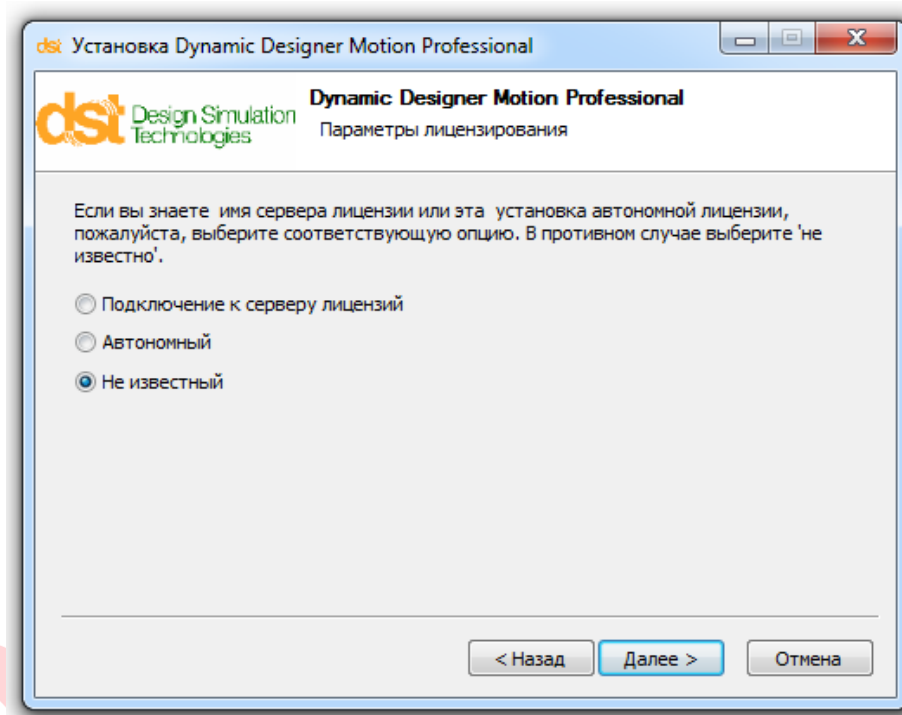 dst Установка Dynamic Designer Motion Professional
dst Design Simulation
Technologies
Dynamic Designer Motion Professional
Параметры лицензирования
Если вы знаете имя сервера лицензии или эта установка автономной лицензии,
пожалуйста, выберите соответствующую опцию. В противном случае выберите 'не
известно'.
Подключение к серверу лицензий
Автономный
Не известный
< Назад
Далее >
Отмена